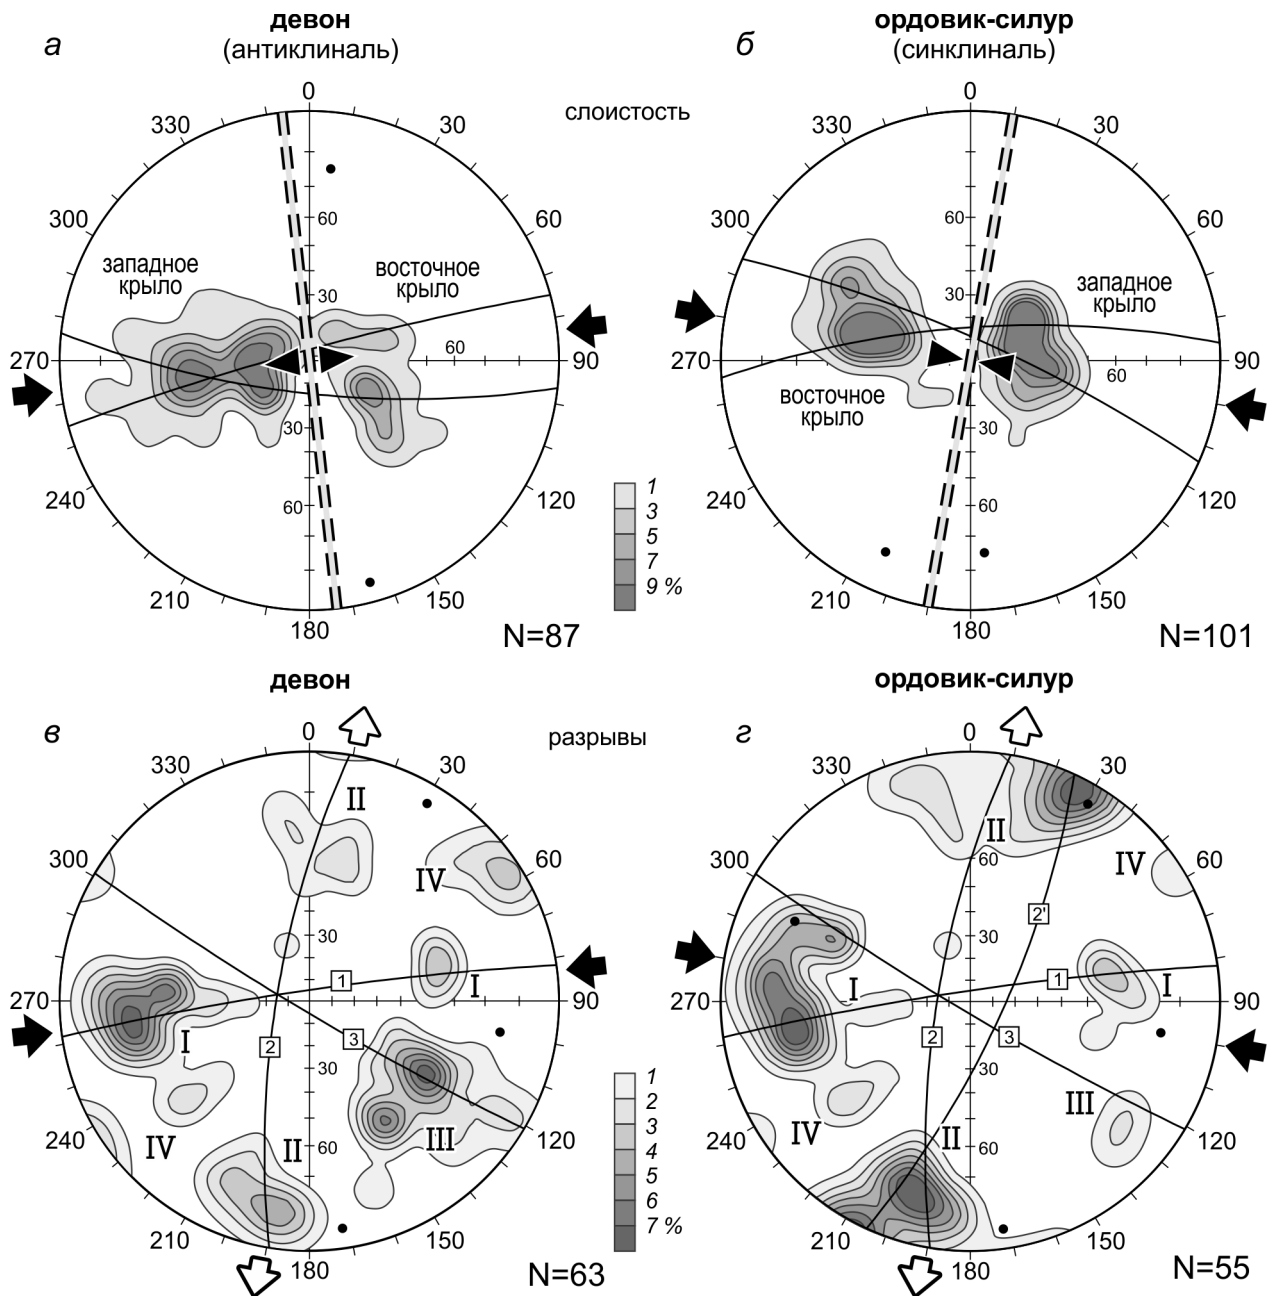 а
девон
(антиклиналь)
б
ордовик-силур
(синклиналь)
слоистость
0
30
60
90
120
150
180
210
240
270
300
330
60
30
30
60
60
западное
крыло
восточное
крыло
N=87
1
3
5
7
9 %
0
30
60
90
120
150
180
210
240
270
300
330
60
30
30
60
60
западное
крыло
восточное
крыло
N=101
в
девон
разрывы
г
ордовик-силур
0
30
60
90
120
150
180
210
240
270
300
330
30
30
60
II
IV
I
1
I
2
3
IV
II
III
N=63
1
2
3
4
5
6
7 %
0
30
60
90
120
150
180
210
240
270
300
330
60
30
30
60
II
IV
2'
I
1
I
2
3
III
IV
II
N=55